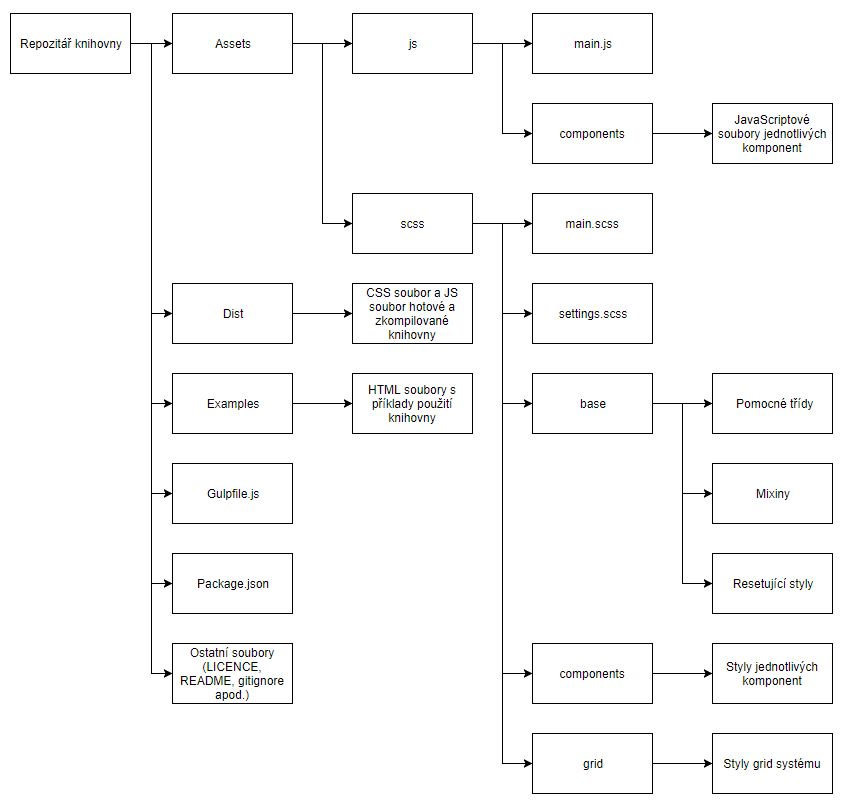 Repozitář knihovny
Assets
js
main.js
components
JavaScriptové
soubory jednotlivých
komponent
scss
main.scss
Dist
CSS soubor a JS
soubor hotové a
zkompilované
knihovny
settings.scss
Examples
HTML soubory s
příklady použití
knihovny
base
Pomocné třídy
Gulpfile.js
Mixiny
Package.json
Resetující styly
Ostatní soubory
(LICENCE,
README, gitignore
apod.)
components
Styly jednotlivých
komponent
grid
Styly grid systému